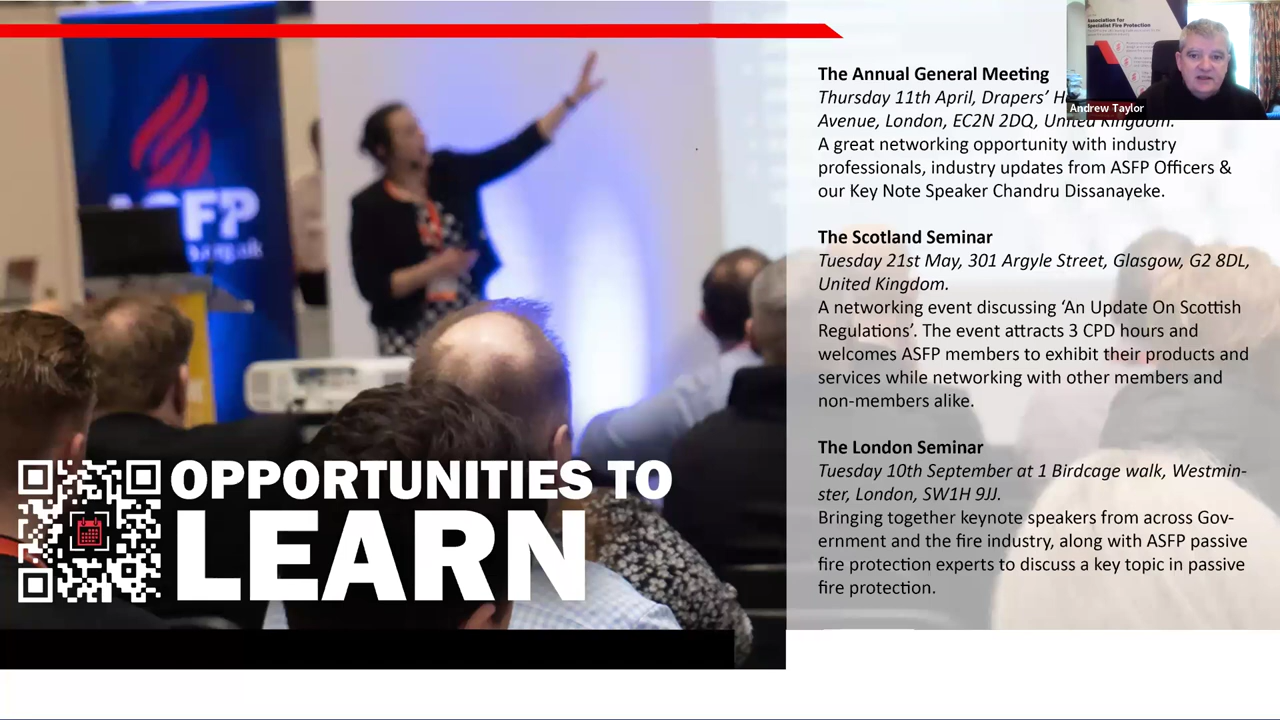 Association for
Specialist Fire Protection
Andrew Taylor
The Annual General Meeting
Thursday 11th April, Drapers’
Avenue, London, EC2N 2DQ, United Kingdom.
A great networking opportunity with industry
professionals, industry updates from ASFP Officers &
our Key Note Speaker Chandru Dissanayeke.
The Scotland Seminar
Tuesday 21st May, 301 Argyle Street, Glasgow, G2 8DL,
United Kingdom.
A networking event discussing ‘An Update On Scottish
Regulations’. The event attracts 3 CPD hours and
welcomes ASFP members to exhibit their products and
services while networking with other members and
non-members alike.
The London Seminar
Tuesday 10th September at 1 Birdcage walk, Westmin-
ster, London, SW1H 9JJ.
Bringing together keynote speakers from across Gov-
ernment and the fire industry, along with ASFP passive
fire protection experts to discuss a key topic in passive
fire protection.
ASFP
OPPORTUNITIES TO
LEARN